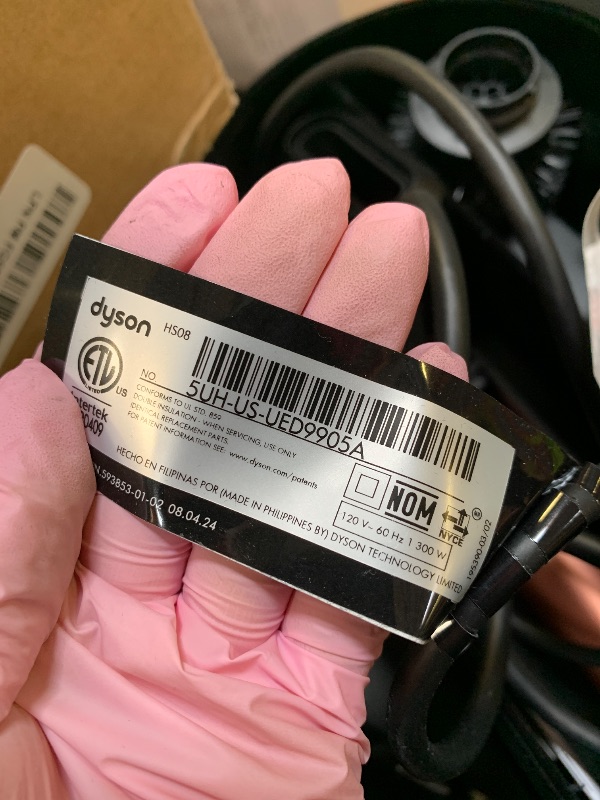 dyson HS08
ETL
LISTED
US
Intertek
NO 5UH-US-UED9905A
CONFORMS TO UL STD. 859
DOUBLE INSULATION - WHEN SERVICING, USE ONLY
IDENTICAL REPLACEMENT PARTS.
FOR PATENT INFORMATION SEE: www.dyson.com/patents
NOM
NYCE
120 V~ 60 Hz 1 300 W
HECHO EN FILIPINAS POR (MADE IN PHILIPPINES BY) DYSON TECHNOLOGY LIMITED
593853-01-02 08.04.24